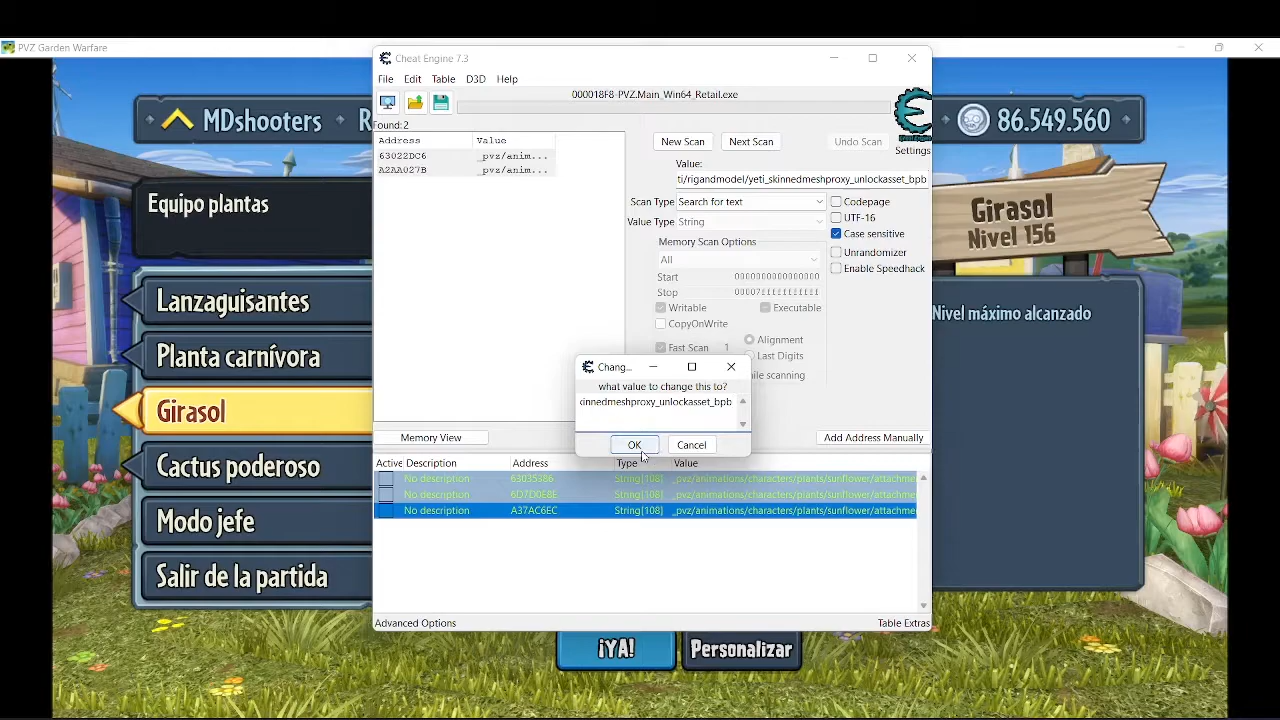 PVZ Garden Warfare
MDshooters
R
86.549.560
Equipo plantas
Lanzaguisantes
Planta carnívora
Girasol
Cactus poderoso
Modo jefe
Salir de la partida
Girasol
Nivel 156
Nivel máximo alcanzado
¡YA!
Personalizar
Cheat Engine 7.3
File Edit Table D3D Help
000018F8-PVZ.Main_Win64_Retail.exe
Found:2
Address Value
63022DC6 _pvz/anim...
A2AA027B _pvz/anim...
New Scan Next Scan Undo Scan
Settings
Value:
ti/rigandmodel/yeti_skinnedmeshproxy_unlockasset_bpb
Scan Type Search for text
Value Type String
Codepage
UTF-16
Case sensitive
Memory Scan Options
All
Start 0000000000000000
Stop 00007fffffffffff
Writable Executable
CopyOnWrite
Fast Scan 1 Alignment
Last Digits
ile scanning
Unrandomizer
Enable Speedhack
Chang...
what value to change this to?
kinnedmeshproxy_unlockasset_bpb
OK Cancel
Memory View Add Address Manually
Active Description Address Type Value
No description String[108] _pvz/animations/characters/plants/sunflower/attachme
No description 6D7D0E8E String[108] _pvz/animations/characters/plants/sunflower/attachme
No description A37AC6EC String[108] _pvz/animations/characters/plants/sunflower/attachme
Advanced Options Table Extras